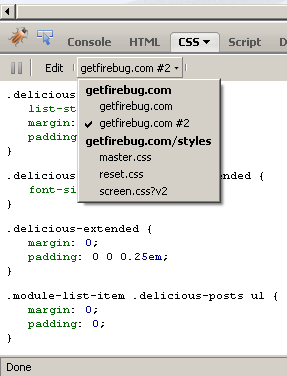 Console HTML CSS Script
Edit getfirebug.com #2
getfirebug.com
getfirebug.com
getfirebug.com #2
getfirebug.com/styles
master.css
reset.css
screen.css?v2
.delicious
list-st
margin:
padding
}
.delicious ended {
font-si
}
.delicious-extended {
margin: 0;
padding: 0 0 0.25em;
}
.module-list-item .delicious-posts ul {
margin: 0;
padding: 0;
}
Done